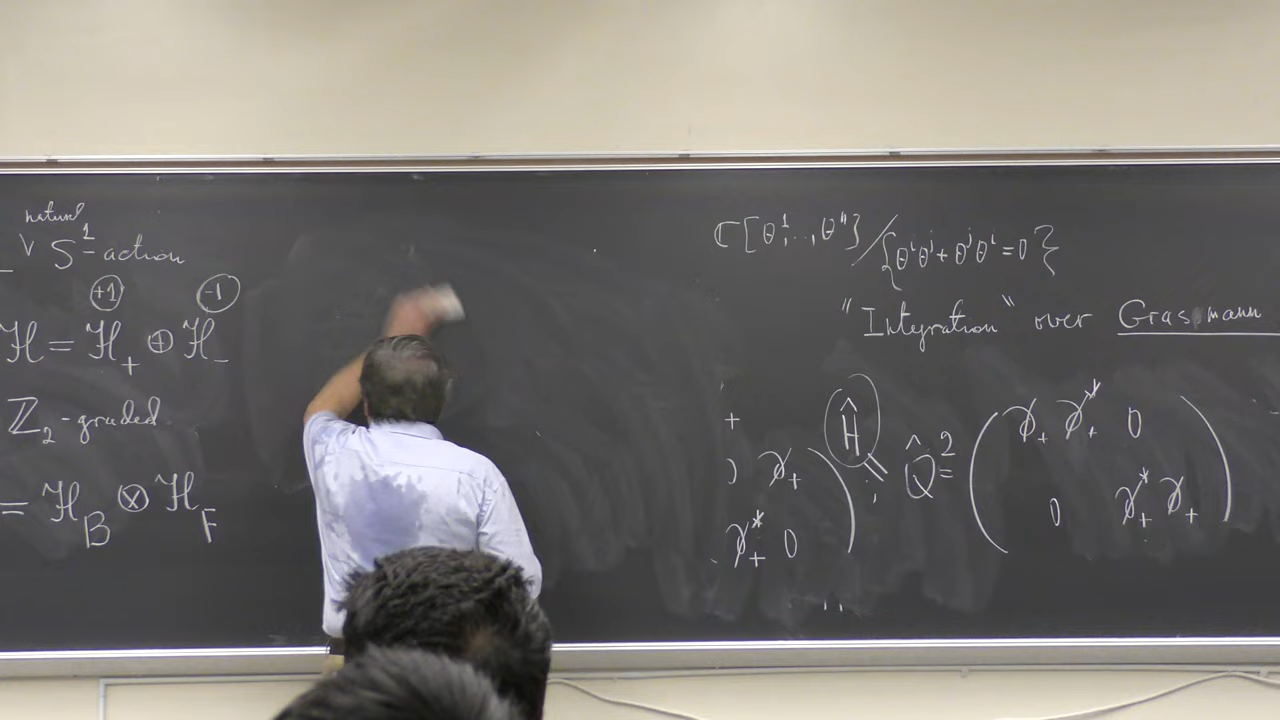 natural
∨ S¹-action
(+1) (-1)
ℋ = ℋ₊ ⊕ ℋ₋
ℤ₂-graded
= ℋ_B ⊗ ℋ_F
ℂ[θ¹,..,θⁿ]/{θⁱθʲ+θʲθⁱ=0}
"Integration" over Grassmann
Ĥ = Q̂² = ( ∂̸₊ ∂̸₊* 0
0 ∂̸₊* ∂̸₊ )
∂̸₊ )
∂̸₊* 0